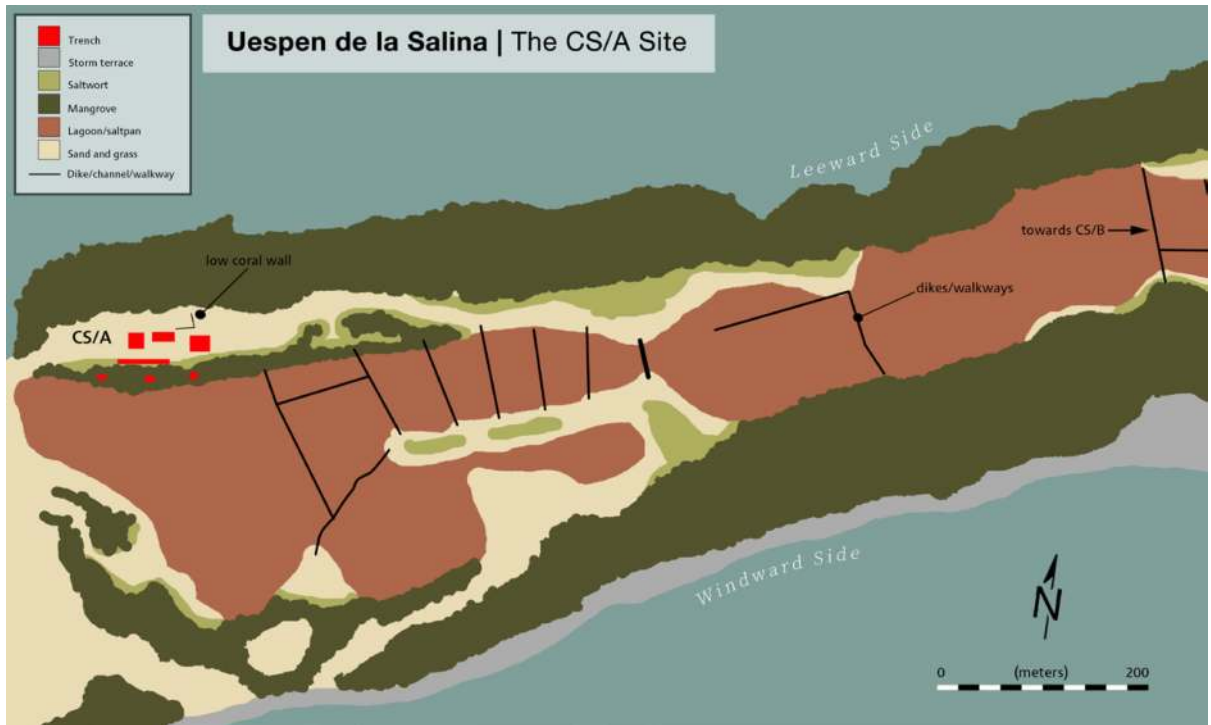 Uespen de la Salina | The CS/A Site
Trench
Storm terrace
Saltwort
Mangrove
Lagoon/saltpan
Sand and grass
Dike/channel/walkway
Leeward Side
towards CS/B
low coral wall
dikes/walkways
CS/A
Windward Side
N
0 (meters) 200